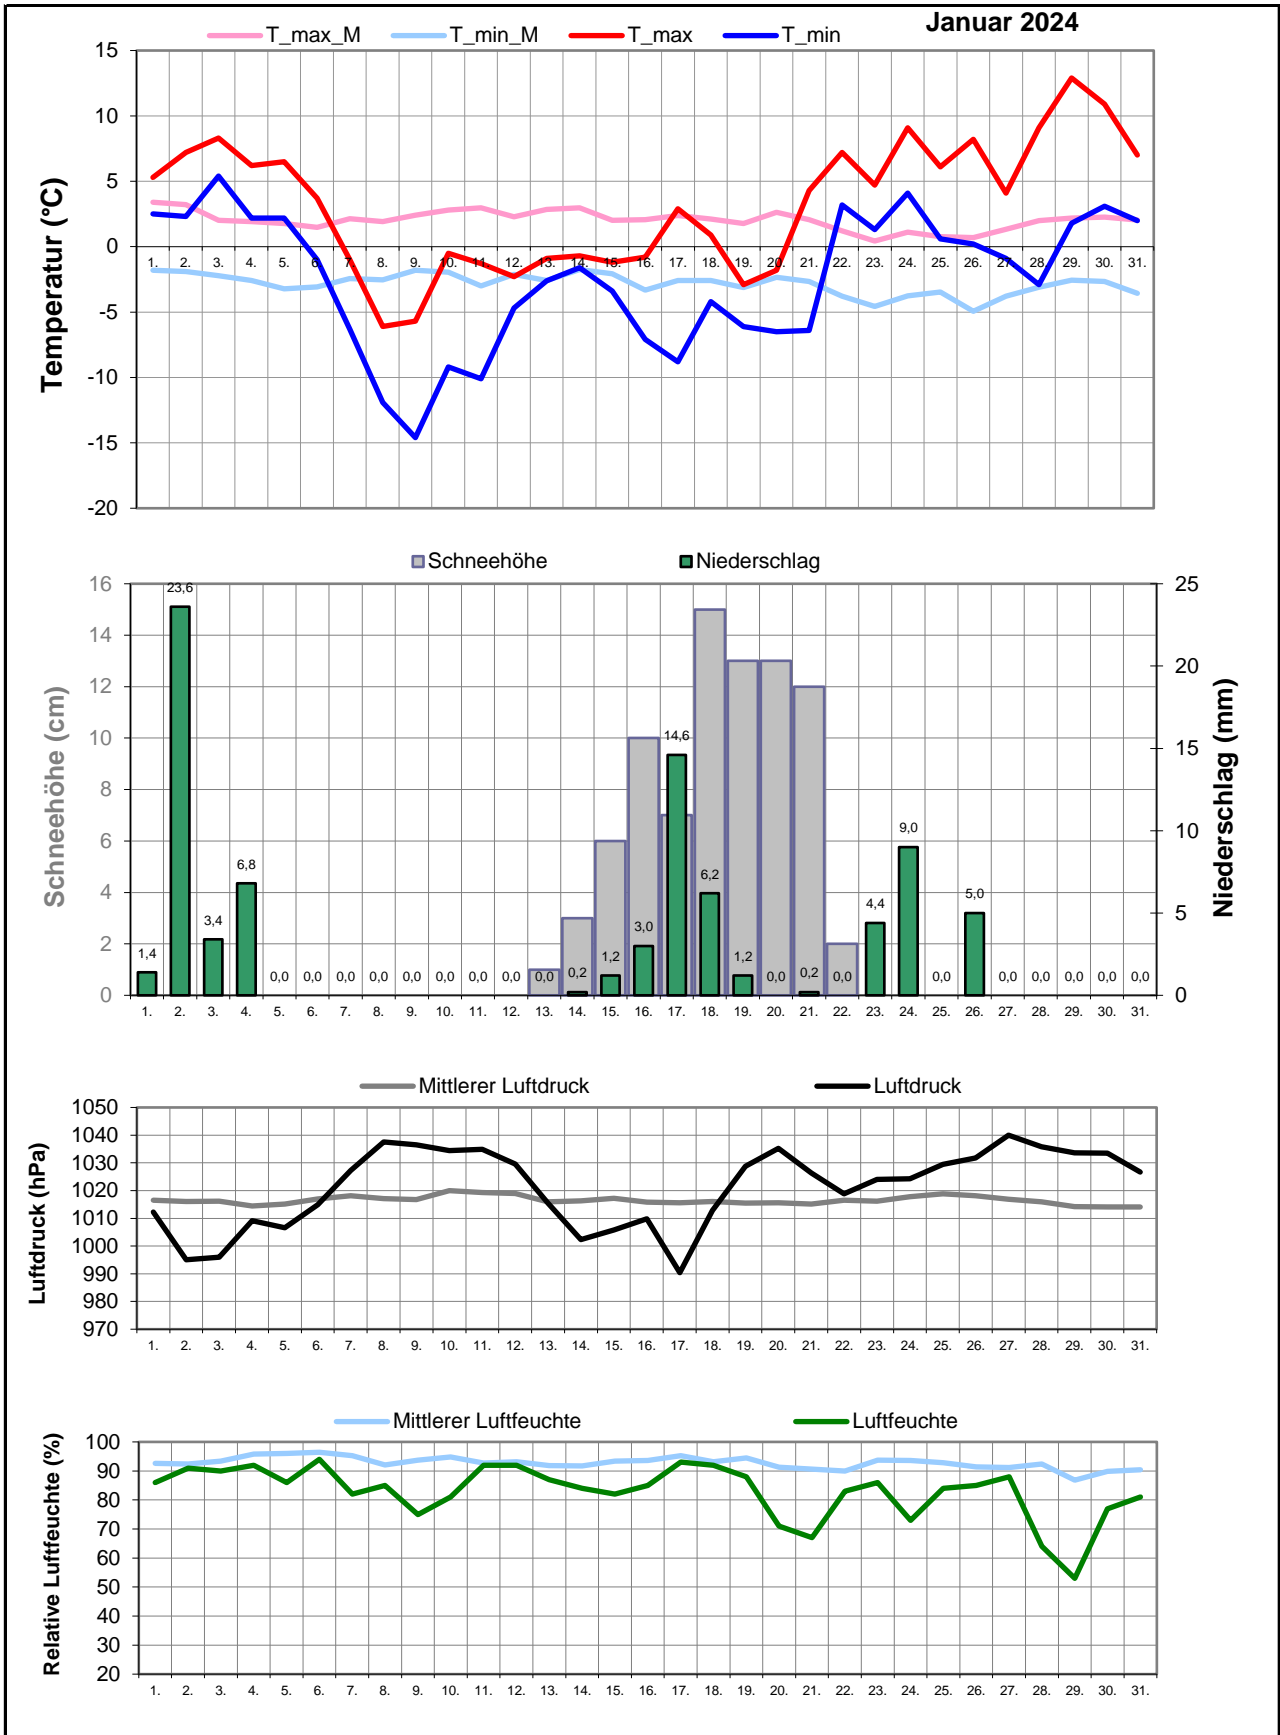 Januar 2024
T_max_M T_min_M T_max T_min
Temperatur (°C)
15
10
5
0
-5
-10
-15
-20
1. 2. 3. 4. 5. 6. 7. 8. 9. 10. 11. 12. 13. 14. 15. 16. 17. 18. 19. 20. 21. 22. 23. 24. 25. 26. 27. 28. 29. 30. 31.
Schneehöhe Niederschlag
Schneehöhe (cm)
16
14
12
10
8
6
4
2
0
1,4 23,6 3,4 6,8 0,0 0,0 0,0 0,0 0,0 0,0 0,0 0,0 0,0 0,2 1,2 3,0 14,6 6,2 1,2 0,0 0,2 0,0 4,4 9,0 0,0 5,0 0,0 0,0 0,0 0,0 0,0
25
20
15
10
5
0
Niederschlag (mm)
1. 2. 3. 4. 5. 6. 7. 8. 9. 10. 11. 12. 13. 14. 15. 16. 17. 18. 19. 20. 21. 22. 23. 24. 25. 26. 27. 28. 29. 30. 31.
Mittlerer Luftdruck Luftdruck
Luftdruck (hPa)
1050
1040
1030
1020
1010
1000
990
980
970
1. 2. 3. 4. 5. 6. 7. 8. 9. 10. 11. 12. 13. 14. 15. 16. 17. 18. 19. 20. 21. 22. 23. 24. 25. 26. 27. 28. 29. 30. 31.
Mittlerer Luftfeuchte Luftfeuchte
Relative Luftfeuchte (%)
100
90
80
70
60
50
40
30
20
1. 2. 3. 4. 5. 6. 7. 8. 9. 10. 11. 12. 13. 14. 15. 16. 17. 18. 19. 20. 21. 22. 23. 24. 25. 26. 27. 28. 29. 30. 31.